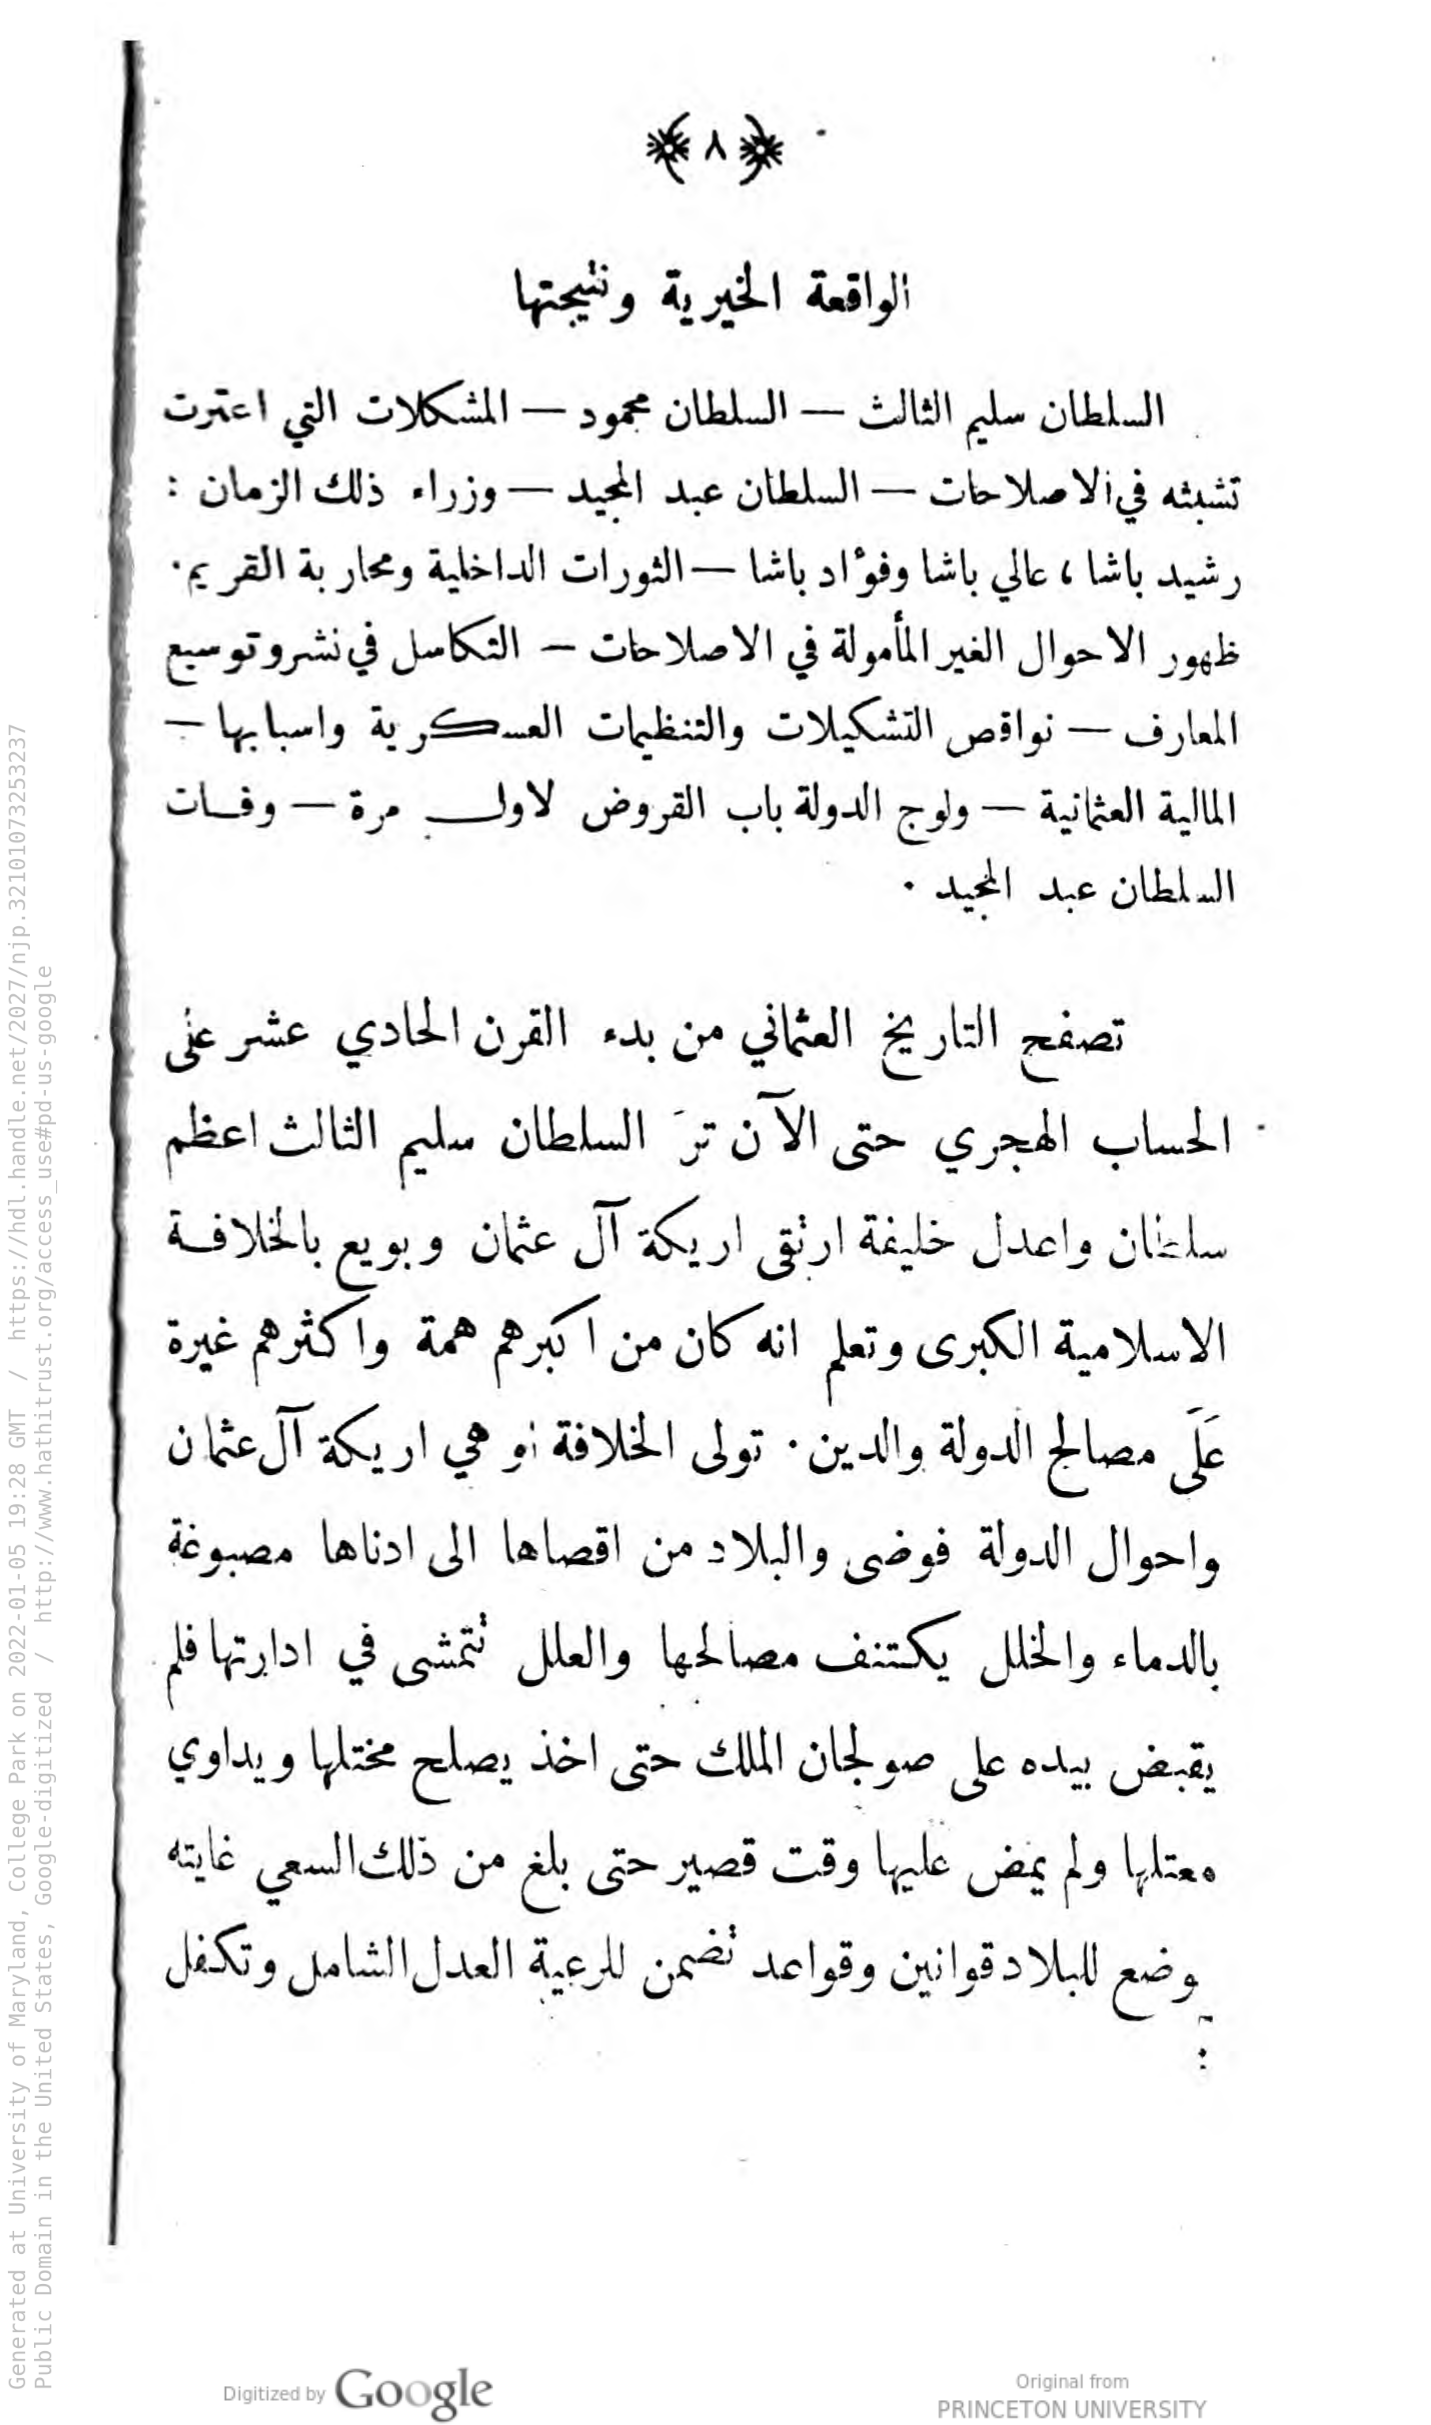 ﴿ ٨ ﴾
الواقعة الخيرية ونتيجتها
السلطان سليم الثالث — السلطان محمود — المشكلات التي اعترت
تشبثه في الاصلاحات — السلطان عبد المجيد — وزراء ذلك الزمان :
رشيد باشا ، عالي باشا وفؤاد باشا — الثورات الداخلية ومحاربة القريم .
ظهور الاحوال الغير المأمولة في الاصلاحات — التكاسل في نشر وتوسيع
المعارف — نواقص التشكيلات والتنظيمات العسكرية واسبابها —
المالية العثمانية — ولوج الدولة باب القروض لاول مرة — وفات
السلطان عبد المجيد .
تصفح التاريخ العثماني من بدء القرن الحادي عشر على
الحساب الهجري حتى الآن ترَ السلطان سليم الثالث اعظم
سلطان واعدل خليفة ارتقى اريكة آل عثمان وبويع بالخلافة
الاسلامية الكبرى وتعلم انه كان من اكبرهم همة واكثرهم غيرة
عَلَى مصالح الدولة والدين . تولى الخلافة او هي اريكة آل عثمان
واحوال الدولة فوضى والبلاد من اقصاها الى ادناها مصبوغة
بالدماء والخلل يكتنف مصالحها والعلل تتمشى في ادارتها فلم
يقبض بيده على صولجان الملك حتى اخذ يصلح مختلها ويداوي
معتلها ولم يمض عليها وقت قصير حتى بلغ من ذلك السعي غايته
وضع للبلاد قوانين وقواعد تضمن للرعية العدل الشامل وتكفل
Generated at University of Maryland, College Park on 2022-01-05 19:28 GMT / https://hdl.handle.net/2027/njp.32101073253237
Public Domain in the United States, Google-digitized / http://www.hathitrust.org/access_use#pd-us-google
Digitized by Google
Original from
PRINCETON UNIVERSITY